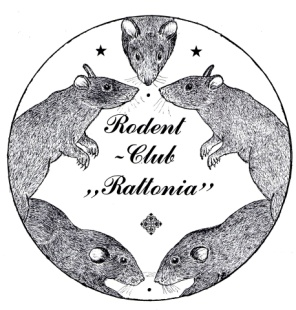 Rodent
~Club
„Rattonia”